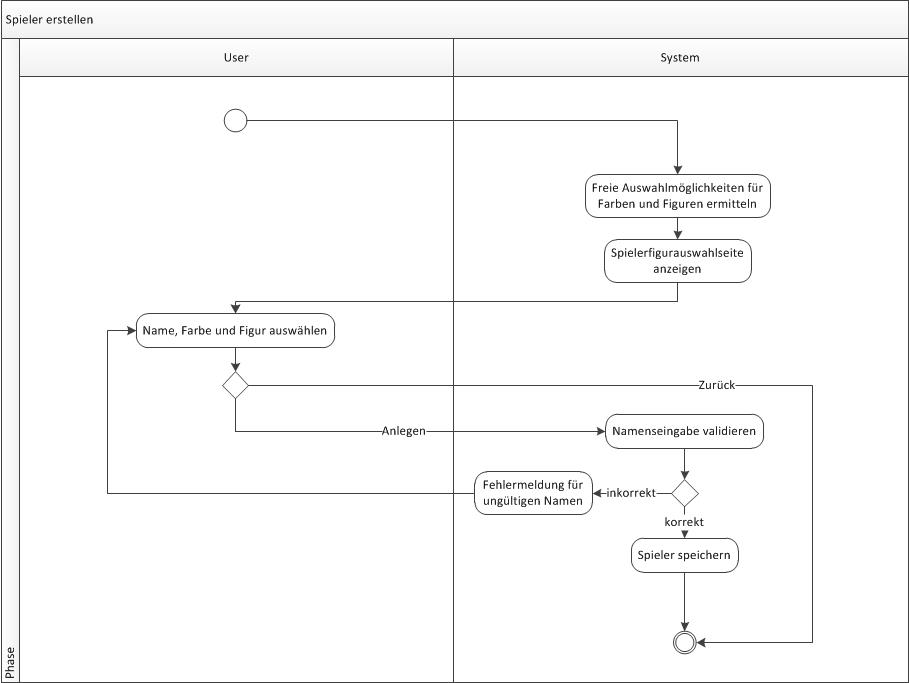 Spieler erstellen
User
System
Freie Auswahlmöglichkeiten für
Farben und Figuren ermitteln
Spielerfigurauswahlseite
anzeigen
Name, Farbe und Figur auswählen
Zurück
Anlegen
Namenseingabe validieren
Fehlermeldung für
ungültigen Namen
inkorrekt
korrekt
Spieler speichern
Phase